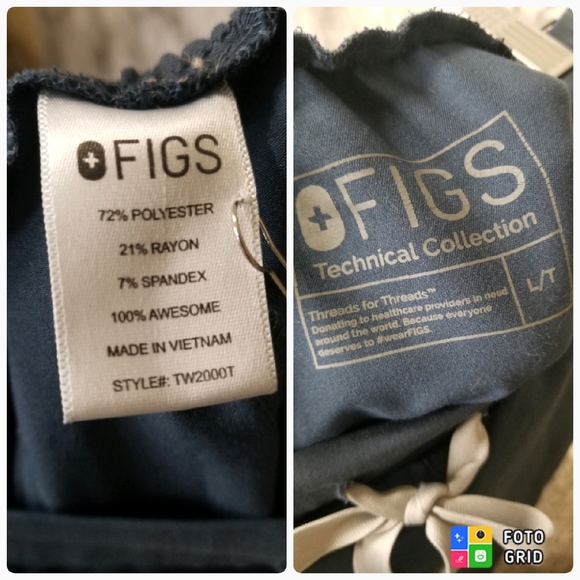 FIGS
72% POLYESTER
21% RAYON
7% SPANDEX
100% AWESOME
MADE IN VIETNAM
STYLE#: TW2000T
FIGS
Technical Collection
Threads for Threads™
Donating to healthcare providers in need
around the world. Because everyone
deserves to #wearFIGS.
L/T
FOTO
GRID